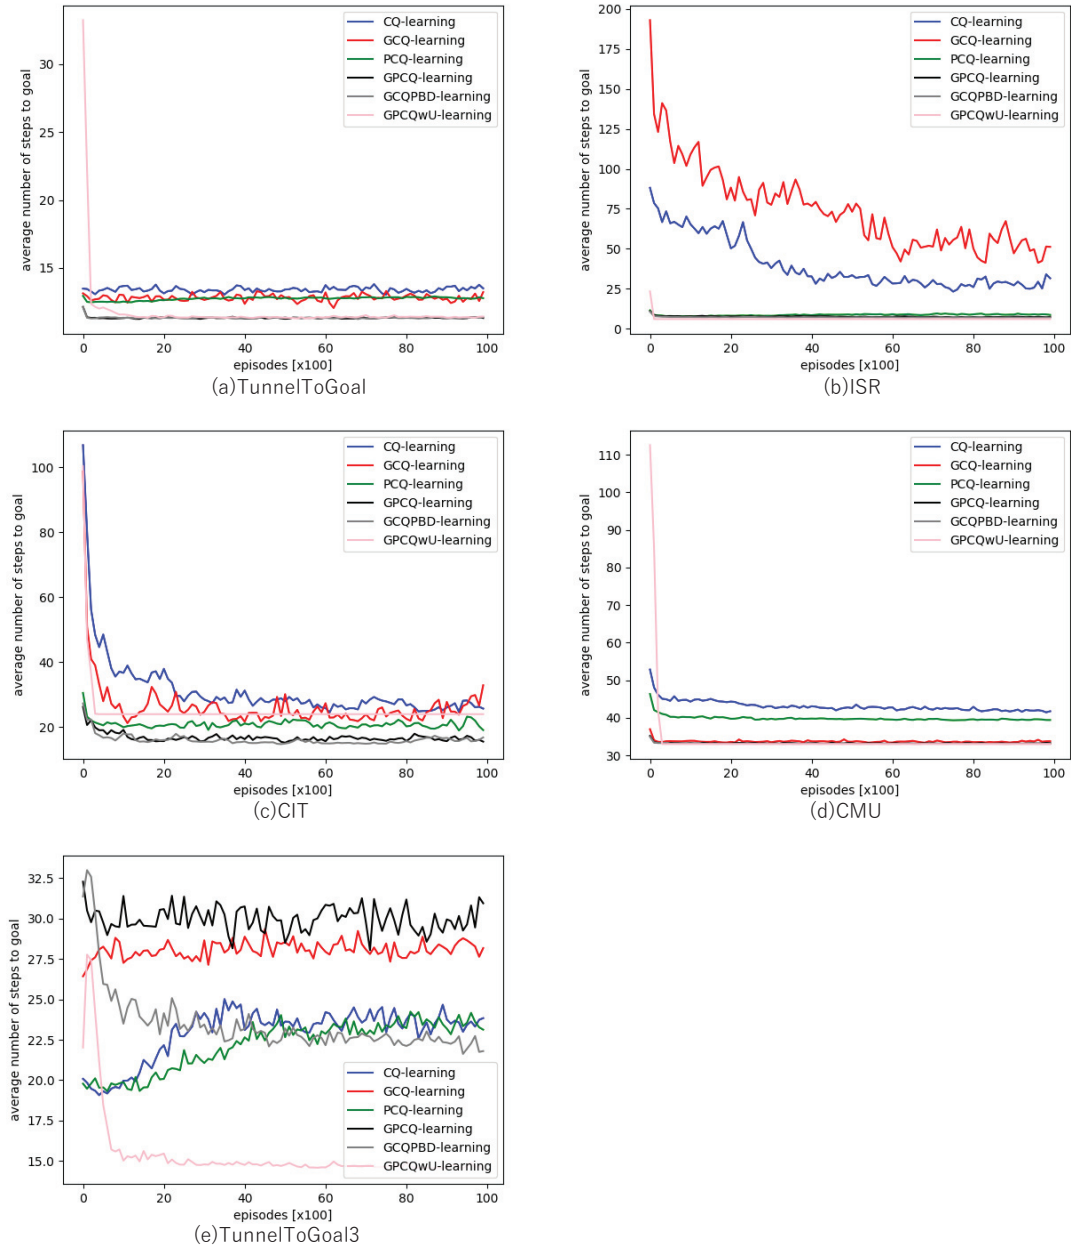 average number of steps to goal
30
25
20
15
0
20
40
60
80
100
episodes [x100]
CQ-learning
GCQ-learning
PCQ-learning
GPCQ-learning
GCQPBD-learning
GPCQwU-learning
(a)TunnelToGoal
average number of steps to goal
200
175
150
125
100
75
50
25
0
0
20
40
60
80
100
episodes [x100]
CQ-learning
GCQ-learning
PCQ-learning
GPCQ-learning
GCQPBD-learning
GPCQwU-learning
(b)ISR
average number of steps to goal
100
80
60
40
20
0
20
40
60
80
100
episodes [x100]
CQ-learning
GCQ-learning
PCQ-learning
GPCQ-learning
GCQPBD-learning
GPCQwU-learning
(c)CIT
average number of steps to goal
110
100
90
80
70
60
50
40
30
0
20
40
60
80
100
episodes [x100]
CQ-learning
GCQ-learning
PCQ-learning
GPCQ-learning
GCQPBD-learning
GPCQwU-learning
(d)CMU
average number of steps to goal
32.5
30.0
27.5
25.0
22.5
20.0
17.5
15.0
0
20
40
60
80
100
episodes [x100]
CQ-learning
GCQ-learning
PCQ-learning
GPCQ-learning
GCQPBD-learning
GPCQwU-learning
(e)TunnelToGoal3